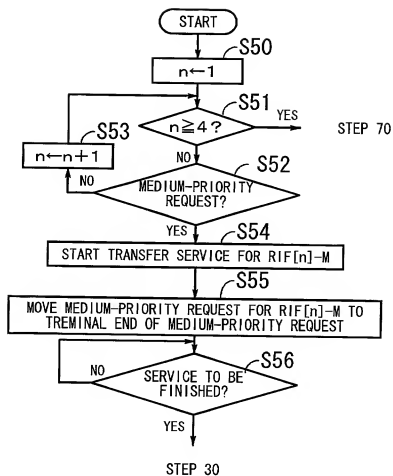 START
S50
n←1
S51
n≧4?
YES
STEP 70
S53
n←n+1
NO
S52
NO
MEDIUM-PRIORITY
REQUEST?
YES
S54
START TRANSFER SERVICE FOR RIF[n]-M
S55
MOVE MEDIUM-PRIORITY REQUEST FOR RIF[n]-M TO
TREMINAL END OF MEDIUM-PRIORITY REQUEST
S56
NO
SERVICE TO BE
FINISHED?
YES
STEP 30